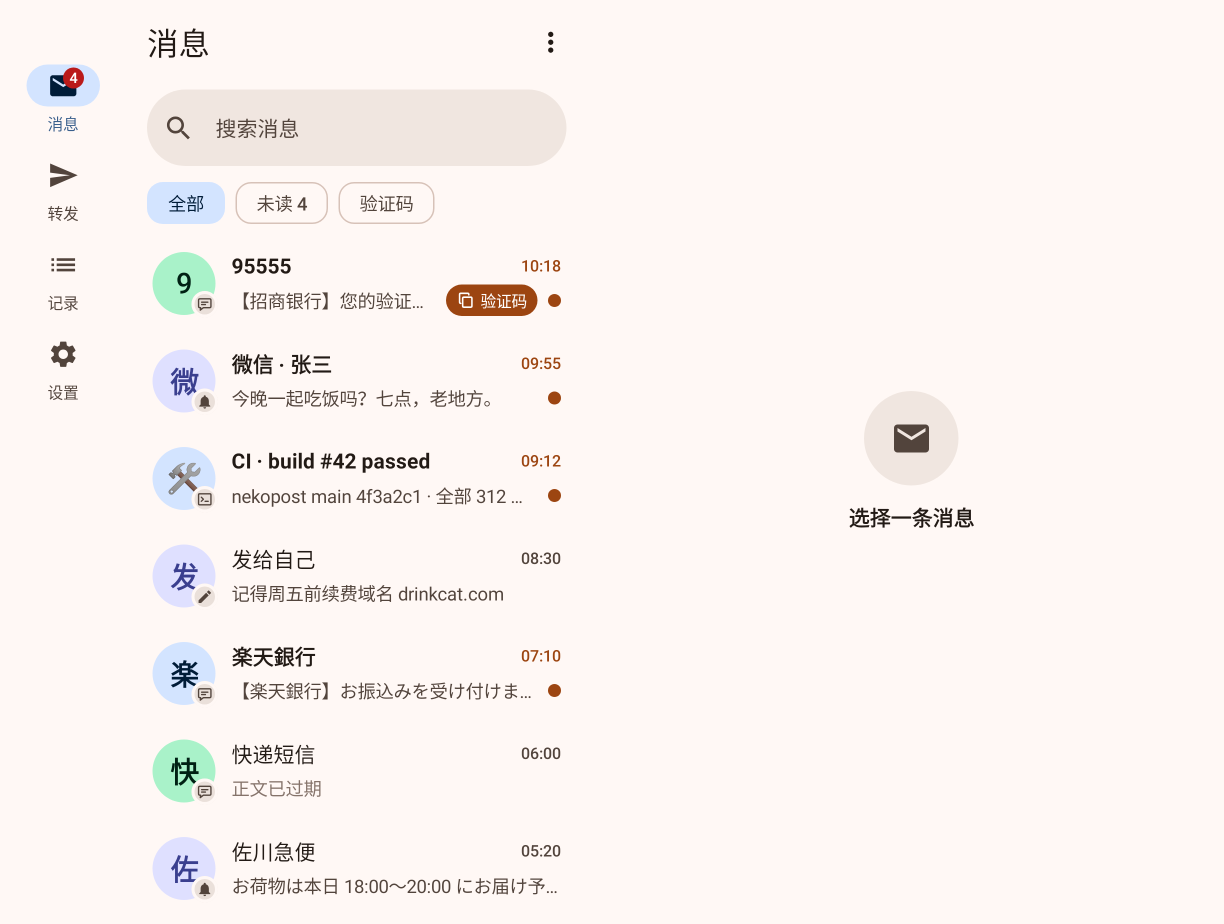 消息
4
消息
转发
记录
设置
搜索消息
全部
未读 4
验证码
9
95555
10:18
【招商银行】您的验证…
验证码
微
微信 · 张三
09:55
今晚一起吃饭吗？七点，老地方。
CI · build #42 passed
09:12
nekopost main 4f3a2c1 · 全部 312 …
发
发给自己
08:30
记得周五前续费域名 drinkcat.com
楽
楽天銀行
07:10
【楽天銀行】お振込みを受け付けま…
快
快递短信
06:00
正文已过期
佐
佐川急便
05:20
お荷物は本日 18:00〜20:00 にお届け予…
选择一条消息